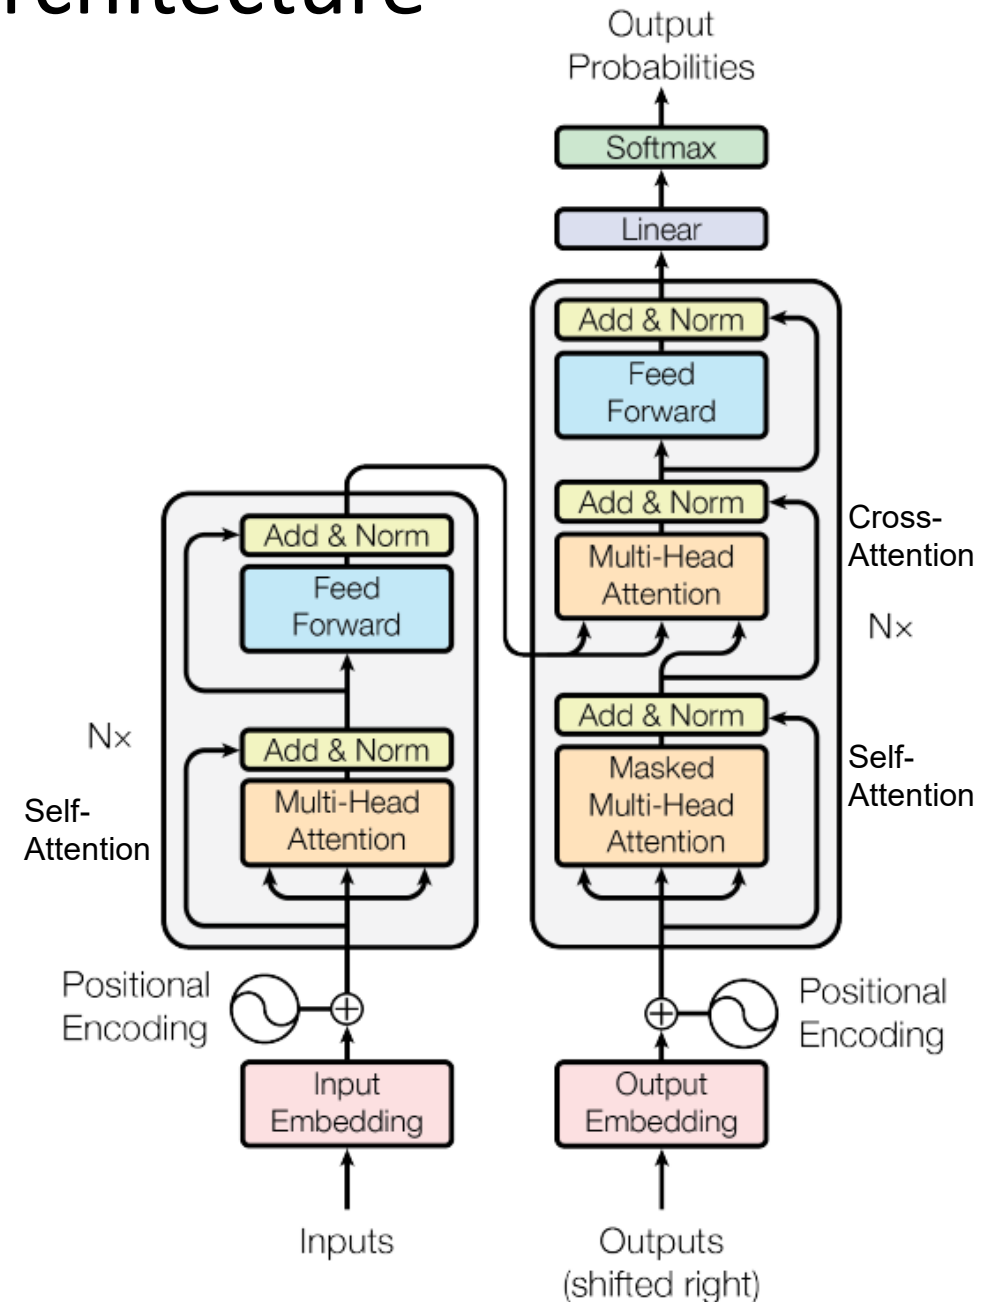 rchitecture
Output
Probabilities
Softmax
Linear
Add & Norm
Feed
Forward
Add & Norm
Multi-Head
Attention
Cross-
Attention
Nx
Add & Norm
Masked
Multi-Head
Attention
Self-
Attention
Add & Norm
Feed
Forward
Nx
Add & Norm
Multi-Head
Attention
Self-
Attention
Positional
Encoding
Positional
Encoding
Input
Embedding
Output
Embedding
Inputs
Outputs
(shifted right)